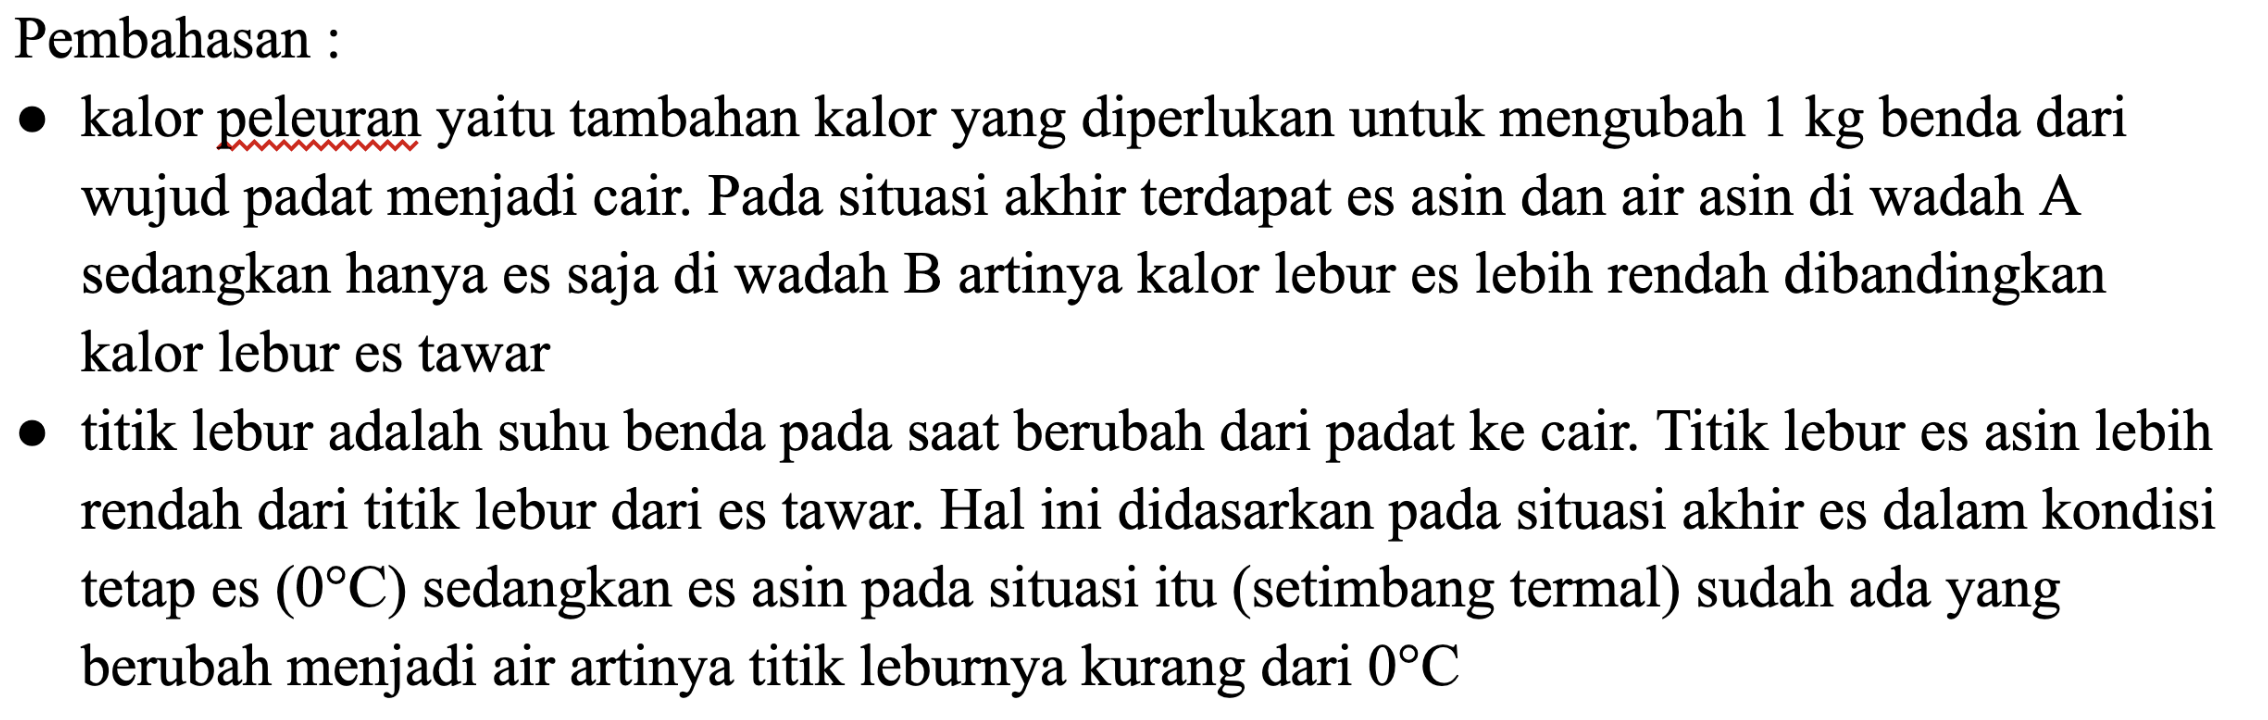 Pembahasan :
● kalor peleuran yaitu tambahan kalor yang diperlukan untuk mengubah 1 kg benda dari
wujud padat menjadi cair. Pada situasi akhir terdapat es asin dan air asin di wadah A
sedangkan hanya es saja di wadah B artinya kalor lebur es lebih rendah dibandingkan
kalor lebur es tawar
● titik lebur adalah suhu benda pada saat berubah dari padat ke cair. Titik lebur es asin lebih
rendah dari titik lebur dari es tawar. Hal ini didasarkan pada situasi akhir es dalam kondisi
tetap es (0°C) sedangkan es asin pada situasi itu (setimbang termal) sudah ada yang
berubah menjadi air artinya titik leburnya kurang dari 0°C